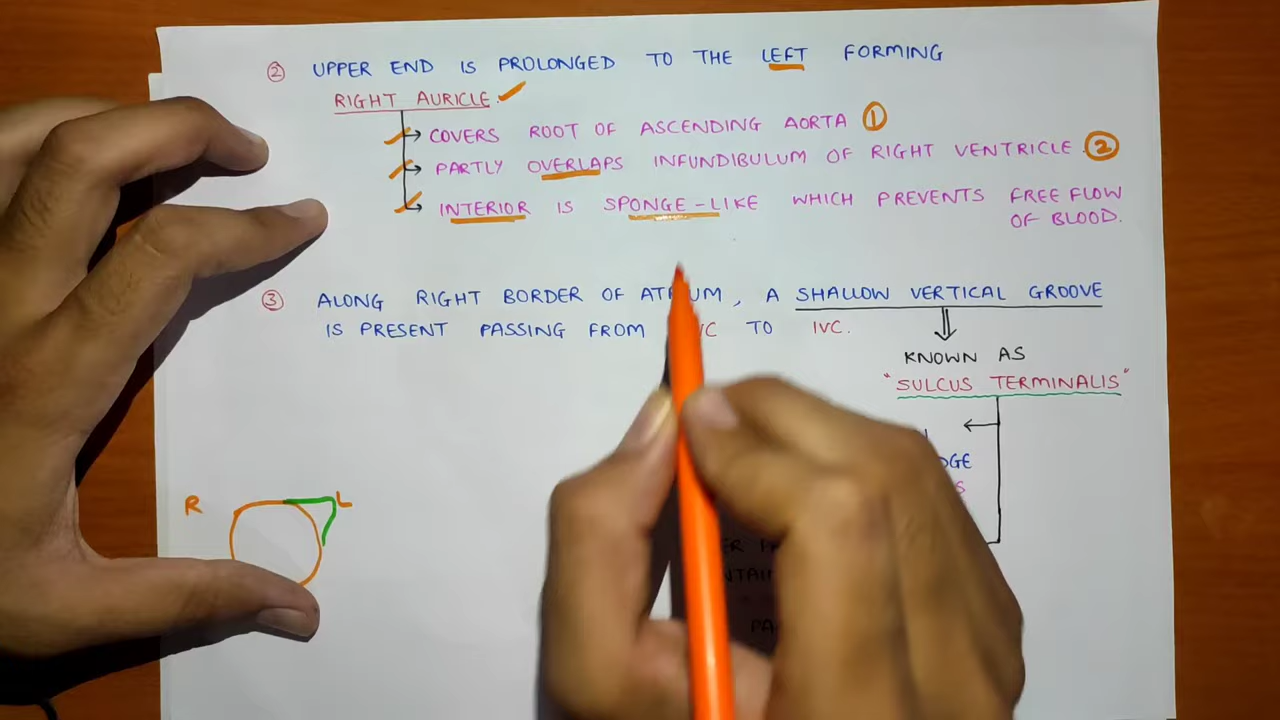 ② UPPER END IS PROLONGED TO THE LEFT FORMING
RIGHT AURICLE.
→ COVERS ROOT OF ASCENDING AORTA ①
→ PARTLY OVERLAPS INFUNDIBULUM OF RIGHT VENTRICLE. ②
→ INTERIOR IS SPONGE-LIKE WHICH PREVENTS FREE FLOW
OF BLOOD.
③ ALONG RIGHT BORDER OF ATRIUM, A SHALLOW VERTICAL GROOVE
IS PRESENT PASSING FROM VC TO IVC.
KNOWN AS
"SULCUS TERMINALIS"
R
L